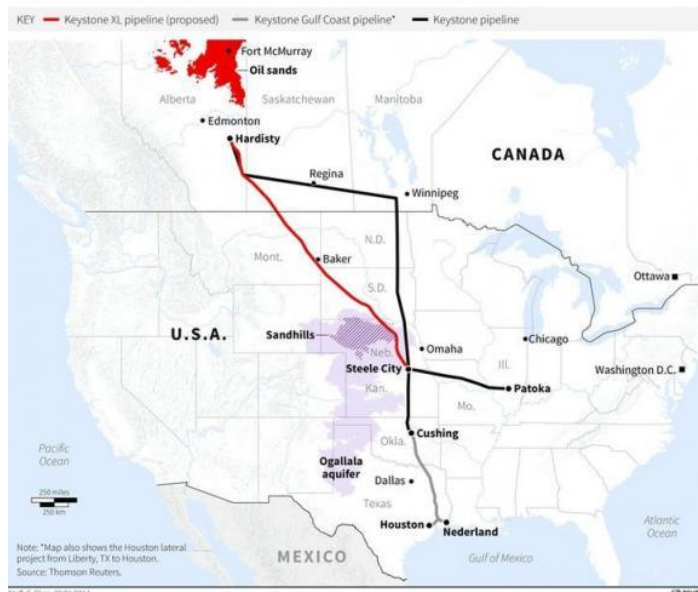 KEY Keystone XL pipeline (proposed) Keystone Gulf Coast pipeline* Keystone pipeline
Fort McMurray
Oil sands
Alberta Saskatchewan Manitoba
Edmonton
Hardisty
CANADA
Regina
Winnipeg
N.D.
Mont.
Baker
Ottawa
S.D.
U.S.A.
Sandhills
Chicago
Omaha
Neb.
Ill.
Steele City
Washington D.C.
Kan.
Patoka
Mo.
Cushing
Okla.
Pacific
Ocean
Ogallala
aquifer
Dallas
250 miles
250 km
Texas
Atlantic
Ocean
Houston
Nederland
Note: *Map also shows the Houston lateral
project from Liberty, TX to Houston.
Source: Thomson Reuters.
MEXICO
Gulf of Mexico